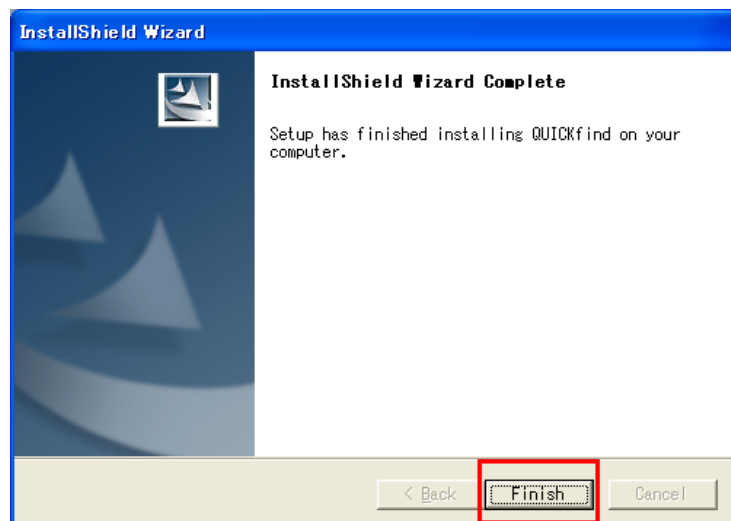 InstallShield Wizard
InstallShield Wizard Complete
Setup has finished installing QUICKfind on your
computer.
< Back
Finish
Cancel